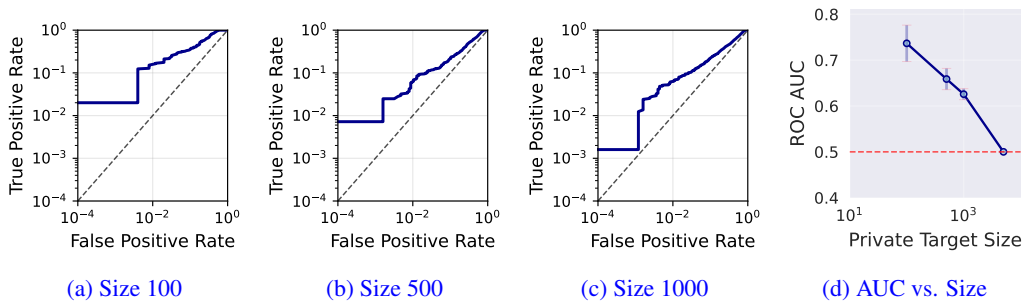 True Positive Rate
10^0
10^−1
10^−2
10^−3
10^−4
10^−4
10^−2
10^0
False Positive Rate
(a) Size 100
True Positive Rate
10^0
10^−1
10^−2
10^−3
10^−4
10^−4
10^−2
10^0
False Positive Rate
(b) Size 500
True Positive Rate
10^0
10^−1
10^−2
10^−3
10^−4
10^−4
10^−2
10^0
False Positive Rate
(c) Size 1000
ROC AUC
0.8
0.7
0.6
0.5
0.4
10^1
10^3
Private Target Size
(d) AUC vs. Size